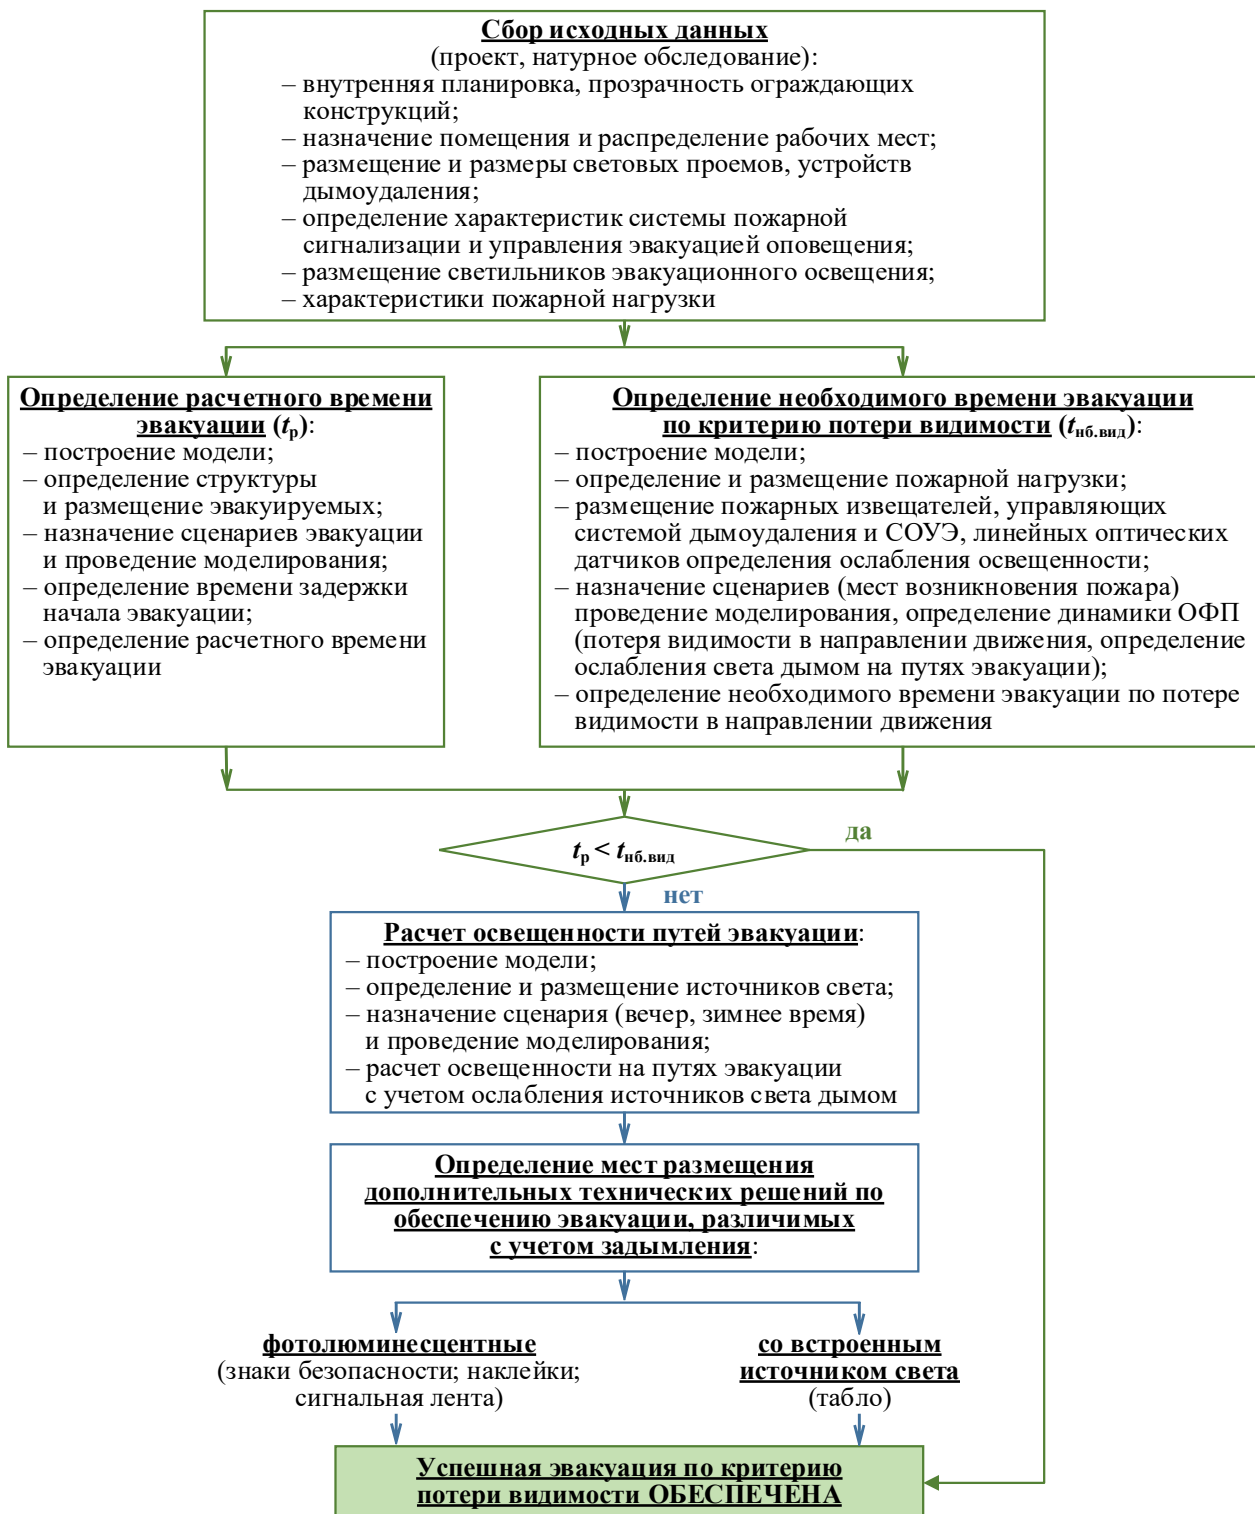 Сбор исходных данных
(проект, натурное обследование):
– внутренняя планировка, прозрачность ограждающих
конструкций;
– назначение помещения и распределение рабочих мест;
– размещение и размеры световых проемов, устройств
дымоудаления;
– определение характеристик системы пожарной
сигнализации и управления эвакуацией оповещения;
– размещение светильников эвакуационного освещения;
– характеристики пожарной нагрузки
Определение расчетного времени
эвакуации (tр):
– построение модели;
– определение структуры
и размещение эвакуируемых;
– назначение сценариев эвакуации
и проведение моделирования;
– определение времени задержки
начала эвакуации;
– определение расчетного времени
эвакуации
Определение необходимого времени эвакуации
по критерию потери видимости (tнб.вид):
– построение модели;
– определение и размещение пожарной нагрузки;
– размещение пожарных извещателей, управляющих
системой дымоудаления и СОУЭ, линейных оптических
датчиков определения ослабления освещенности;
– назначение сценариев (мест возникновения пожара)
проведение моделирования, определение динамики ОФП
(потеря видимости в направлении движения, определение
ослабления света дымом на путях эвакуации);
– определение необходимого времени эвакуации по потере
видимости в направлении движения
tр < tнб.вид
да
нет
Расчет освещенности путей эвакуации:
– построение модели;
– определение и размещение источников света;
– назначение сценария (вечер, зимнее время)
и проведение моделирования;
– расчет освещенности на путях эвакуации
с учетом ослабления источников света дымом
Определение мест размещения
дополнительных технических решений по
обеспечению эвакуации, различимых
с учетом задымления:
фотолюминесцентные
(знаки безопасности; наклейки;
сигнальная лента)
со встроенным
источником света
(табло)
Успешная эвакуация по критерию
потери видимости ОБЕСПЕЧЕНА